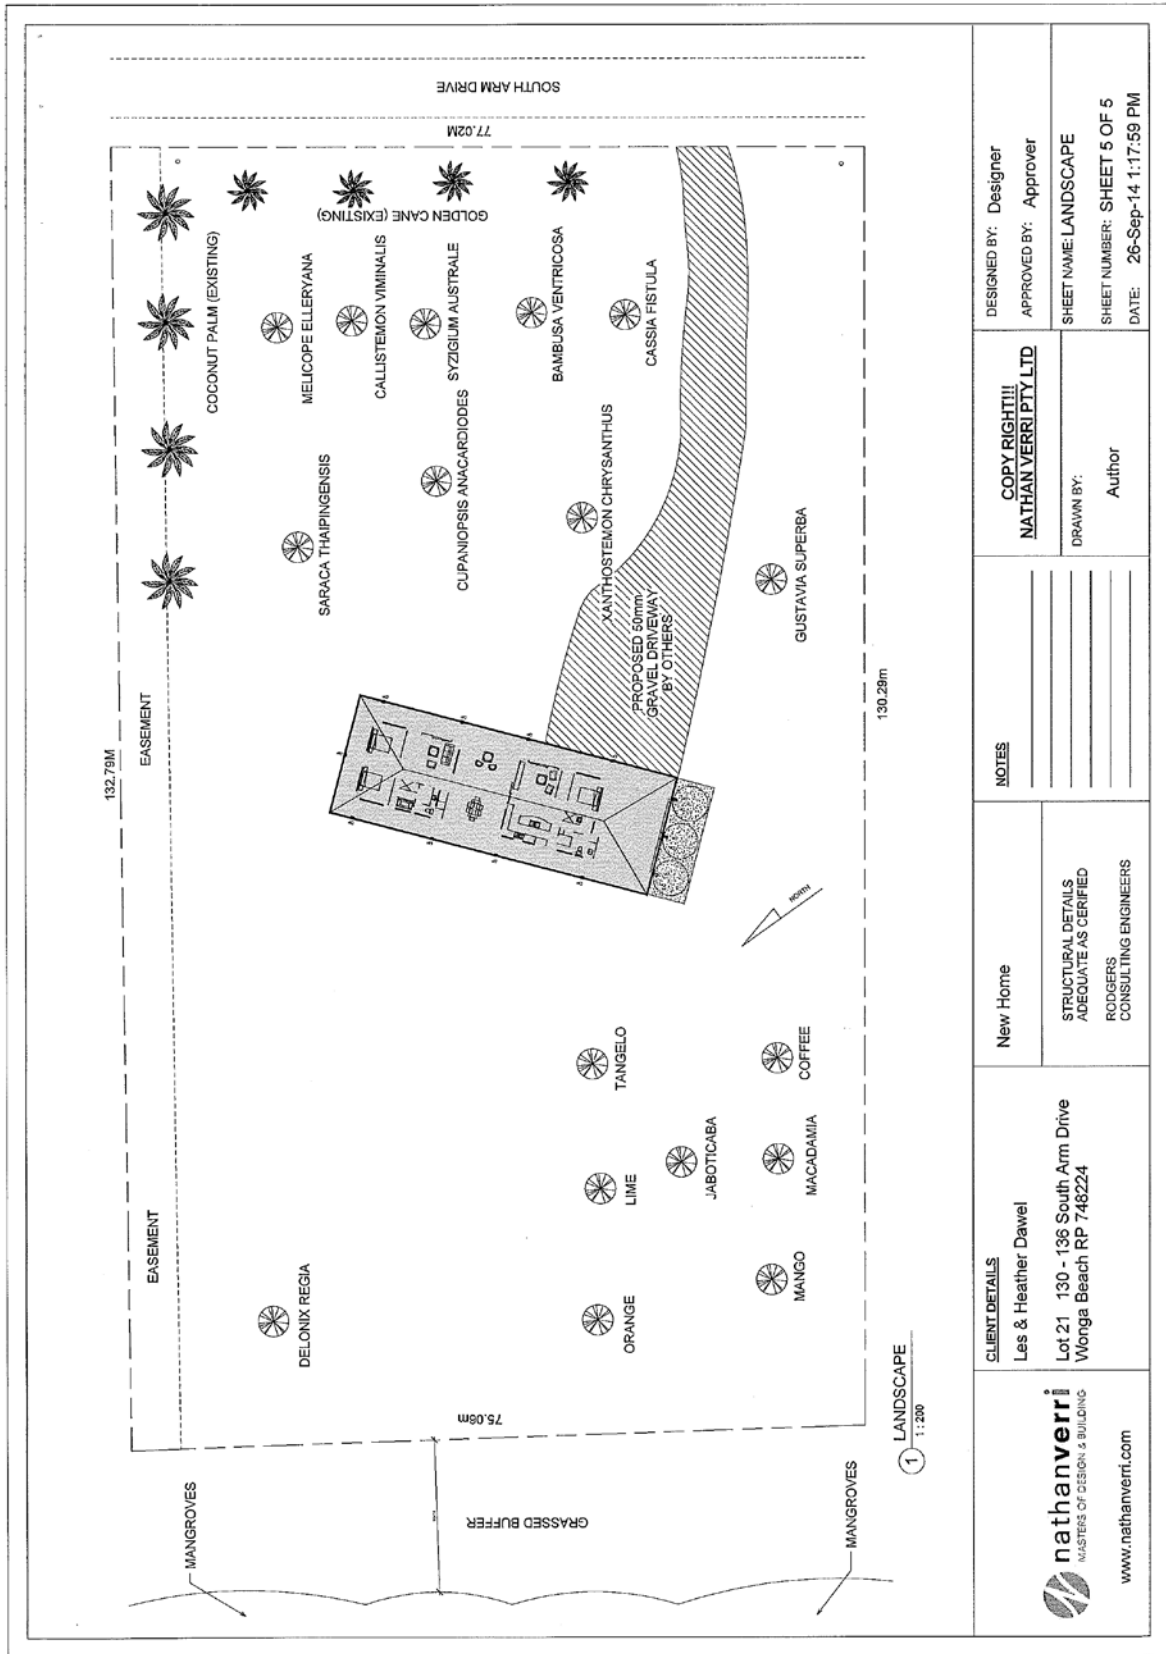 SOUTH ARM DRIVE
77.02M
132.79M
EASEMENT
EASEMENT
COCONUT PALM (EXISTING)
GOLDEN CANE (EXISTING)
MELICOPE ELLERYANA
CALLISTEMON VIMINALIS
SYZIGIUM AUSTRALE
BAMBUSA VENTRICOSA
CASSIA FISTULA
SARACA THAIPINGENSIS
CUPANIOPSIS ANACARDIODES
XANTHOSTEMON CHRYSANTHUS
GUSTAVIA SUPERBA
PROPOSED 50mm
GRAVEL DRIVEWAY
BY OTHERS
130.29m
NORTH
TANGELO
COFFEE
LIME
JABOTICABA
MACADAMIA
DELONIX REGIA
ORANGE
MANGO
75.06m
MANGROVES
GRASSED BUFFER
MANGROVES
1
LANDSCAPE
1 : 200
nathanverri
MASTERS OF DESIGN & BUILDING
www.nathanverri.com
CLIENT DETAILS
Les & Heather Dawel
Lot 21 130 - 136 South Arm Drive
Wonga Beach RP 748224
New Home
STRUCTURAL DETAILS
ADEQUATE AS CERIFIED
RODGERS
CONSULTING ENGINEERS
NOTES
COPY RIGHT!!!
NATHAN VERRI PTY LTD
DRAWN BY:
Author
DESIGNED BY: Designer
APPROVED BY: Approver
SHEET NAME: LANDSCAPE
SHEET NUMBER: SHEET 5 OF 5
DATE: 26-Sep-14 1:17:59 PM